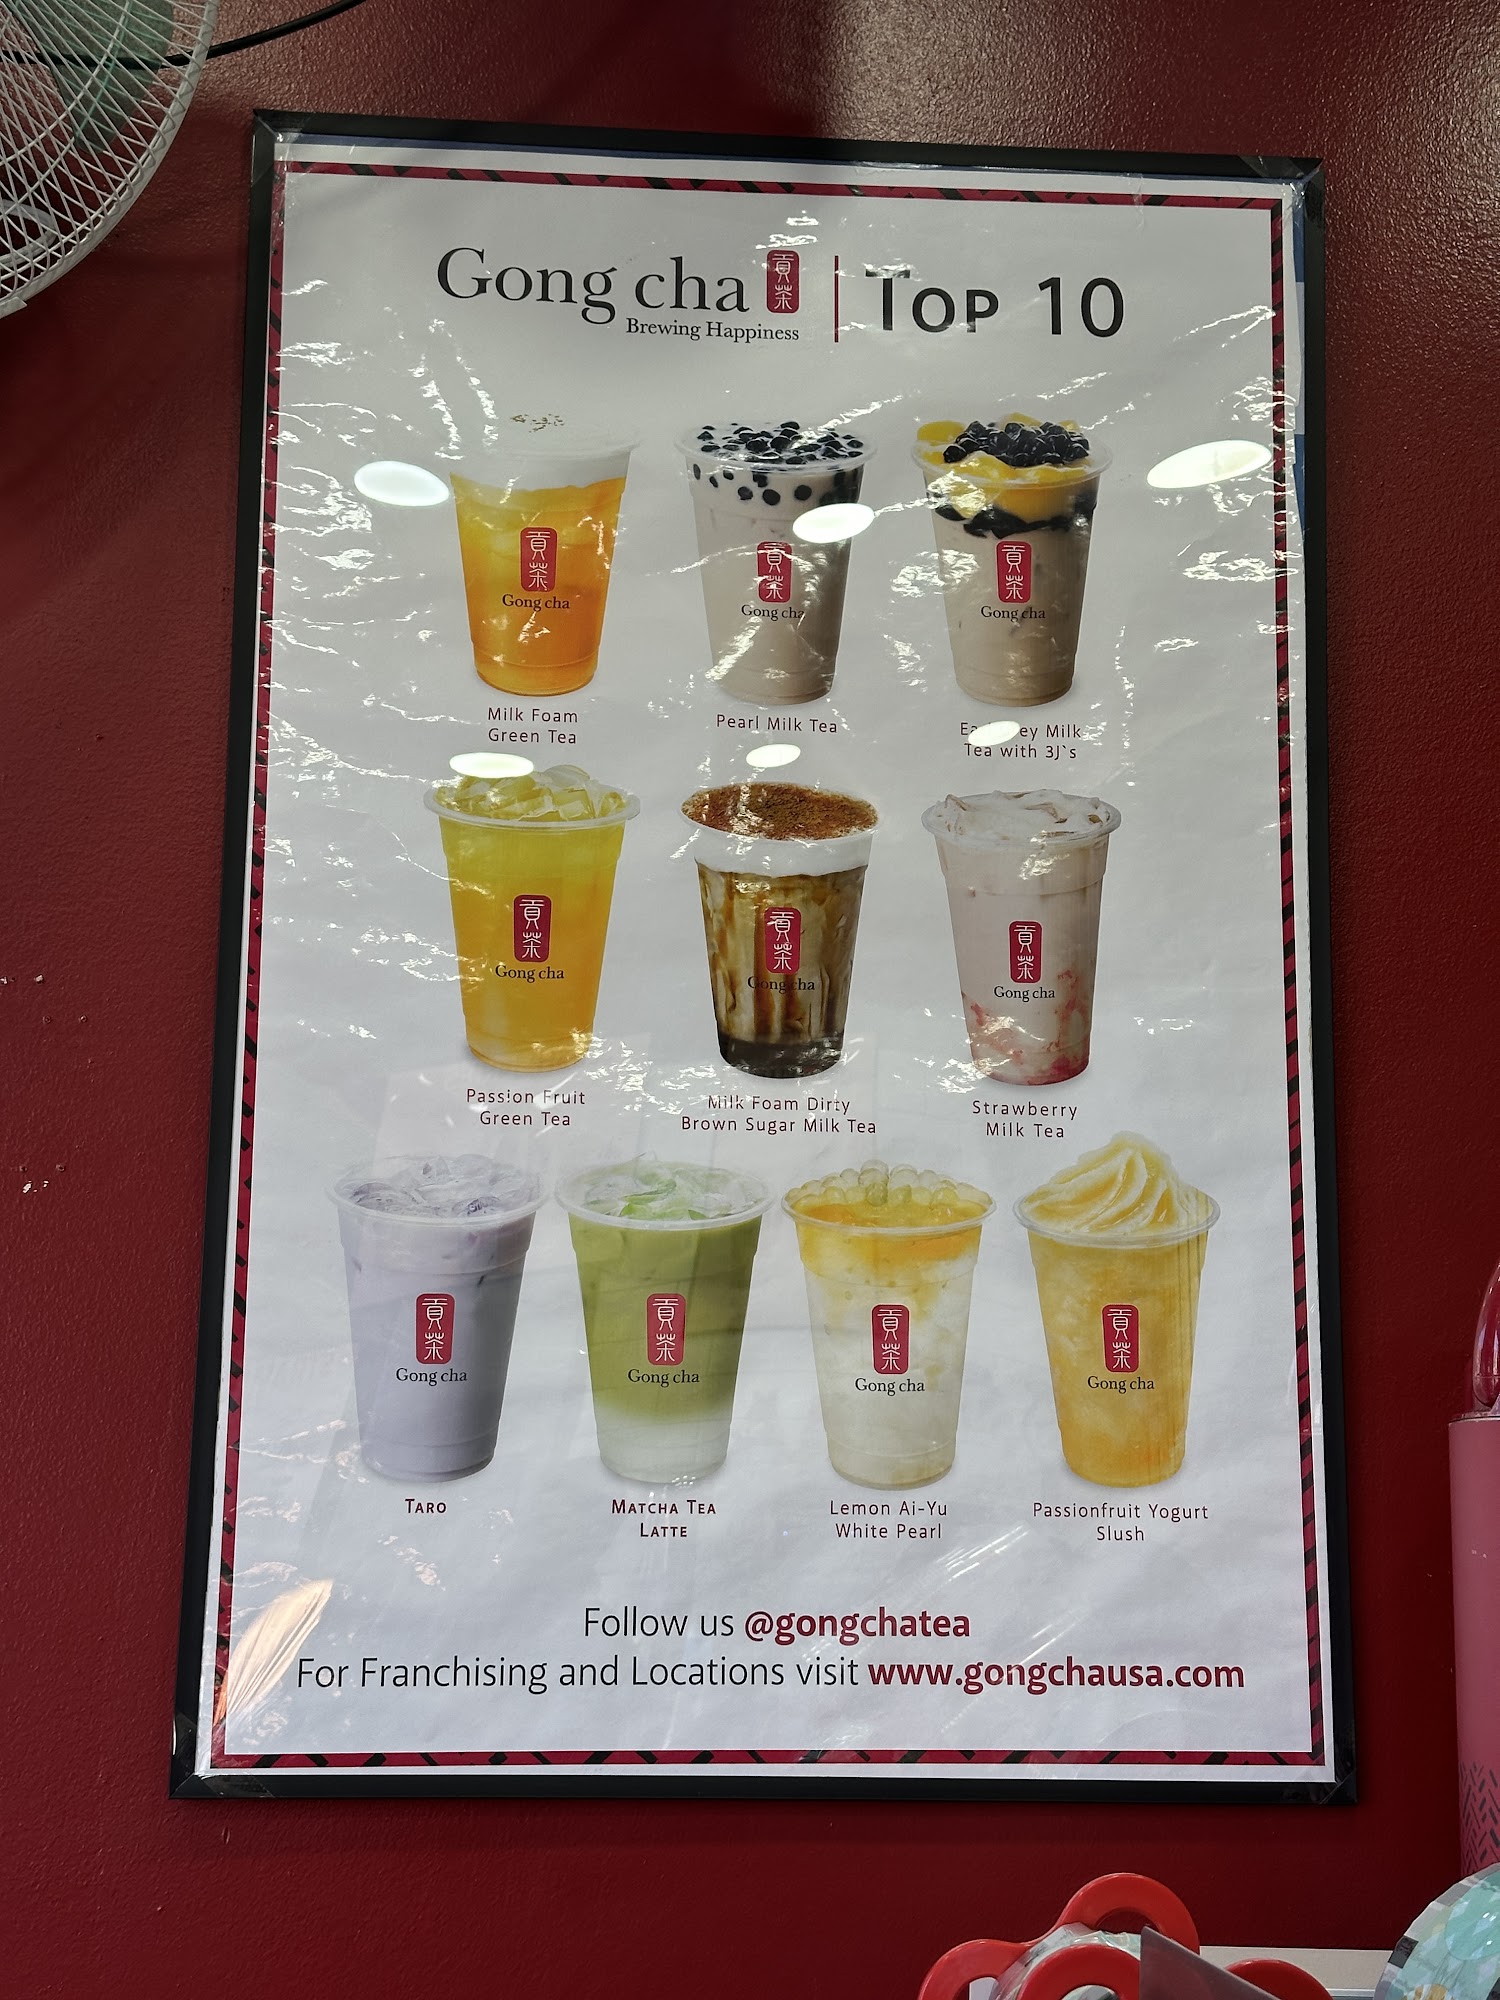 Gong cha 貢茶
Brewing Happiness
Top 10
貢茶
Gong cha
貢茶
Gong cha
貢茶
Gong cha
Milk Foam
Green Tea
Pearl Milk Tea
Milk
Tea with 3J`s
貢茶
Gong cha
貢茶
Gong cha
貢茶
Gong cha
Passion Fruit
Green Tea
Milk Foam Dirty
Brown Sugar Milk Tea
Strawberry
Milk Tea
貢茶
Gong cha
貢茶
Gong cha
貢茶
Gong cha
貢茶
Gong cha
Taro
Matcha Tea
Latte
Lemon Ai-Yu
White Pearl
Passionfruit Yogurt
Slush
Follow us @gongchatea
For Franchising and Locations visit www.gongchausa.com